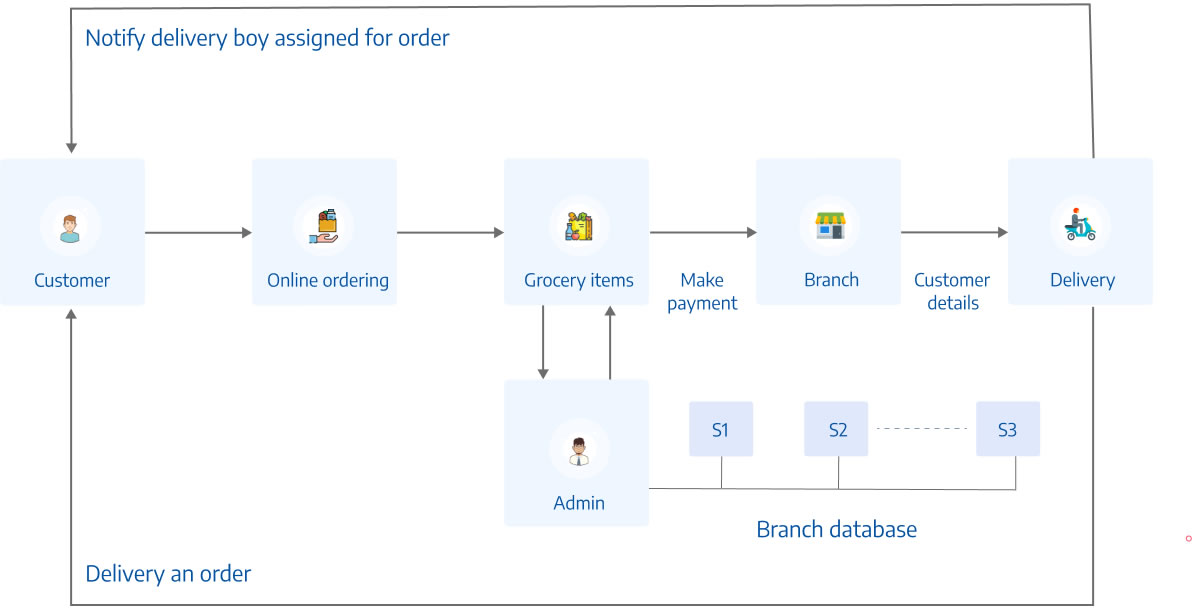 Notify delivery boy assigned for order
Customer
Online ordering
Grocery items
Make
payment
Branch
Customer
details
Delivery
Admin
S1
S2
S3
Branch database
Delivery an order